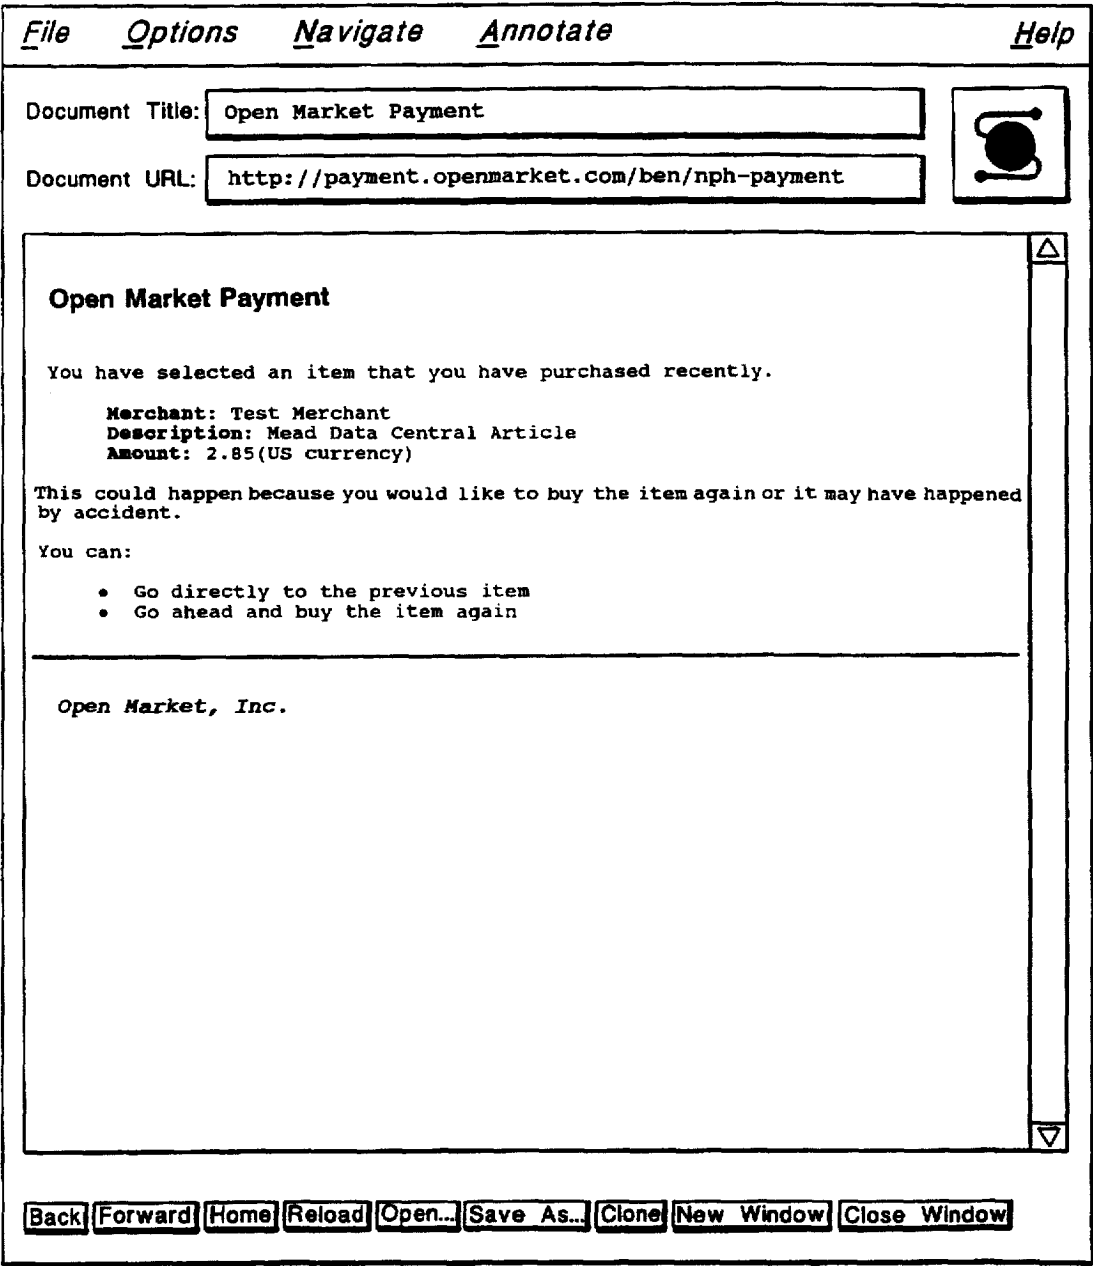 File Options Navigate Annotate Help
Document Title: Open Market Payment
Document URL: http://payment.openmarket.com/ben/nph-payment
Open Market Payment
You have selected an item that you have purchased recently.
Merchant: Test Merchant
Description: Mead Data Central Article
Amount: 2.85(US currency)
This could happen because you would like to buy the item again or it may have happened
by accident.
You can:
• Go directly to the previous item
• Go ahead and buy the item again
Open Market, Inc.
Back Forward Home Reload Open... Save As... Clone New Window Close Window